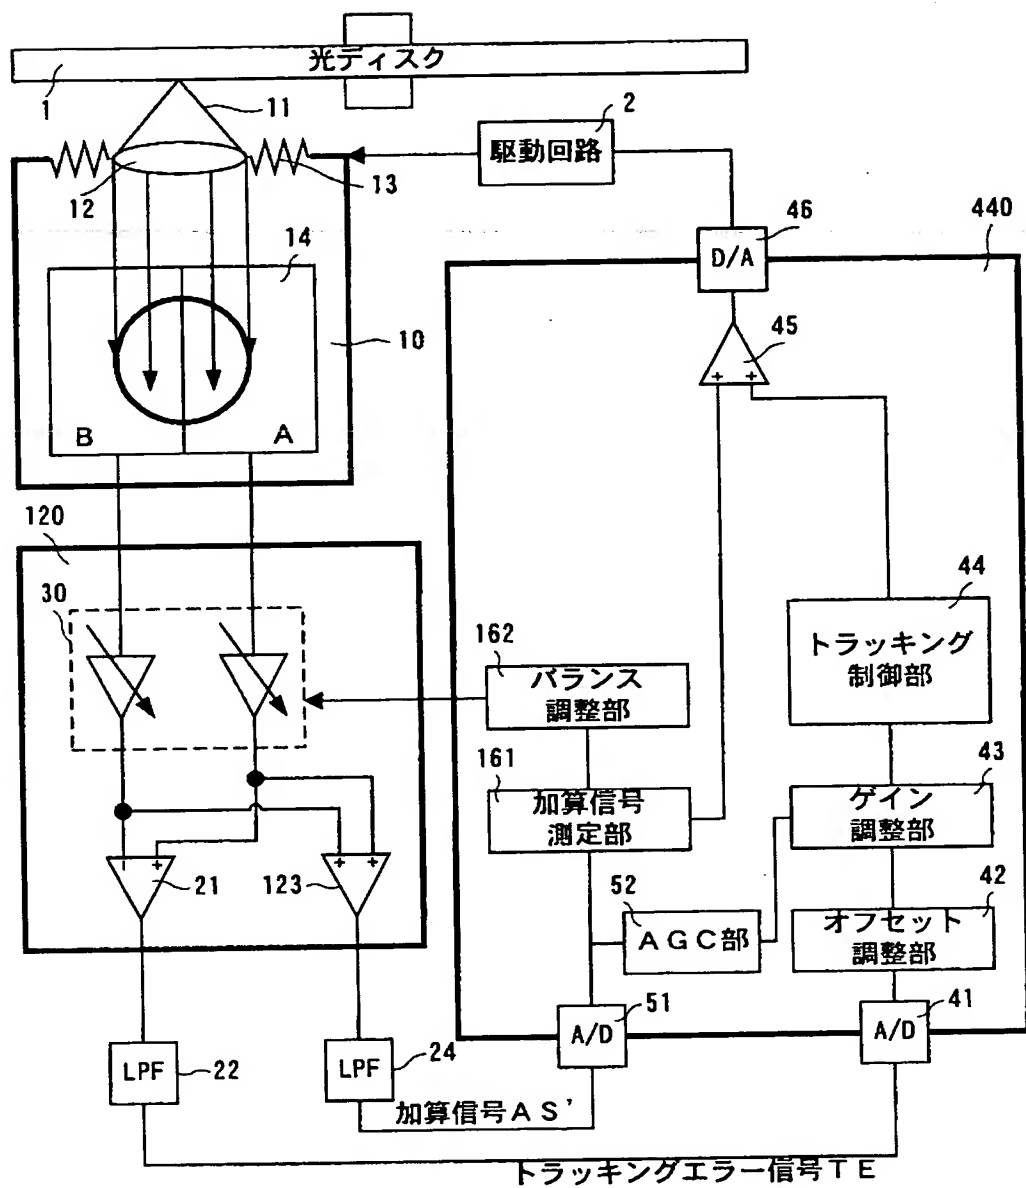 光ディスク
1
11
2
駆動回路
12
13
46
440
14
D/A
45
10
B
A
120
44
30
162
トラッキング
制御部
バランス
調整部
161
43
加算信号
測定部
ゲイン
調整部
21
123
52
42
AGC部
オフセット
調整部
51
41
A/D
A/D
LPF
22
LPF
24
加算信号AS'
トラッキングエラー信号TE